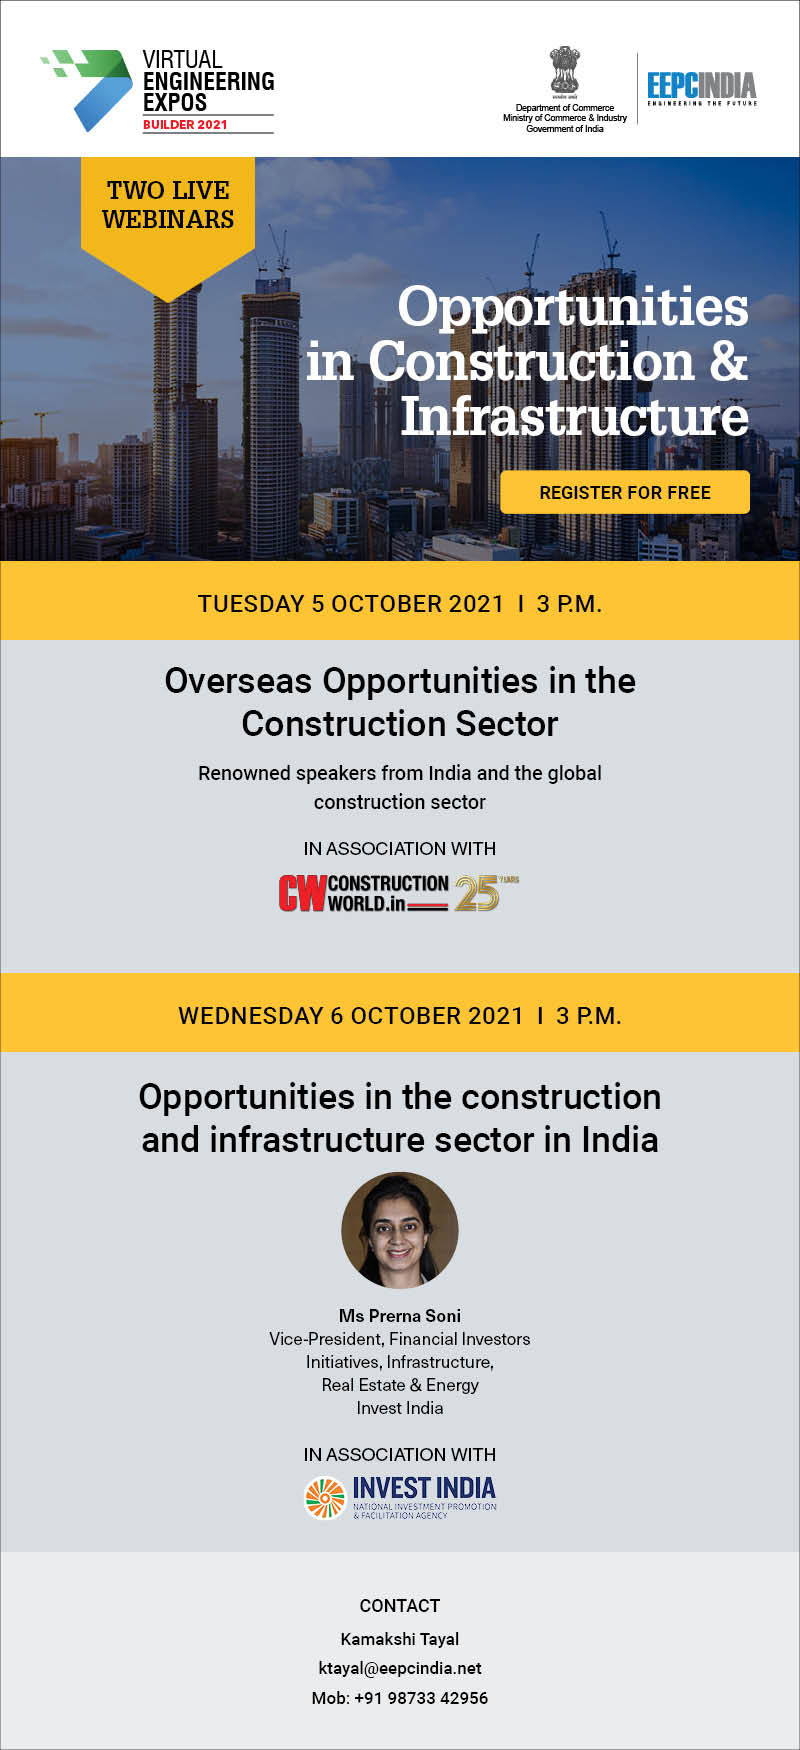 VIRTUAL
ENGINEERING
EXPOS
BUILDER 2021
Department of Commerce
Ministry of Commerce & Industry
Government of India
EEPCINDIA
ENGINEERING THE FUTURE
TWO LIVE
WEBINARS
Opportunities
in Construction &
Infrastructure
REGISTER FOR FREE
TUESDAY 5 OCTOBER 2021 I 3 P.M.
Overseas Opportunities in the
Construction Sector
Renowned speakers from India and the global
construction sector
IN ASSOCIATION WITH
CW CONSTRUCTION
WORLD.in
25 YEARS
WEDNESDAY 6 OCTOBER 2021 I 3 P.M.
Opportunities in the construction
and infrastructure sector in India
Ms Prerna Soni
Vice-President, Financial Investors
Initiatives, Infrastructure,
Real Estate & Energy
Invest India
IN ASSOCIATION WITH
INVEST INDIA
NATIONAL INVESTMENT PROMOTION
& FACILITATION AGENCY
CONTACT
Kamakshi Tayal
ktayal@eepcindia.net
Mob: +91 98733 42956